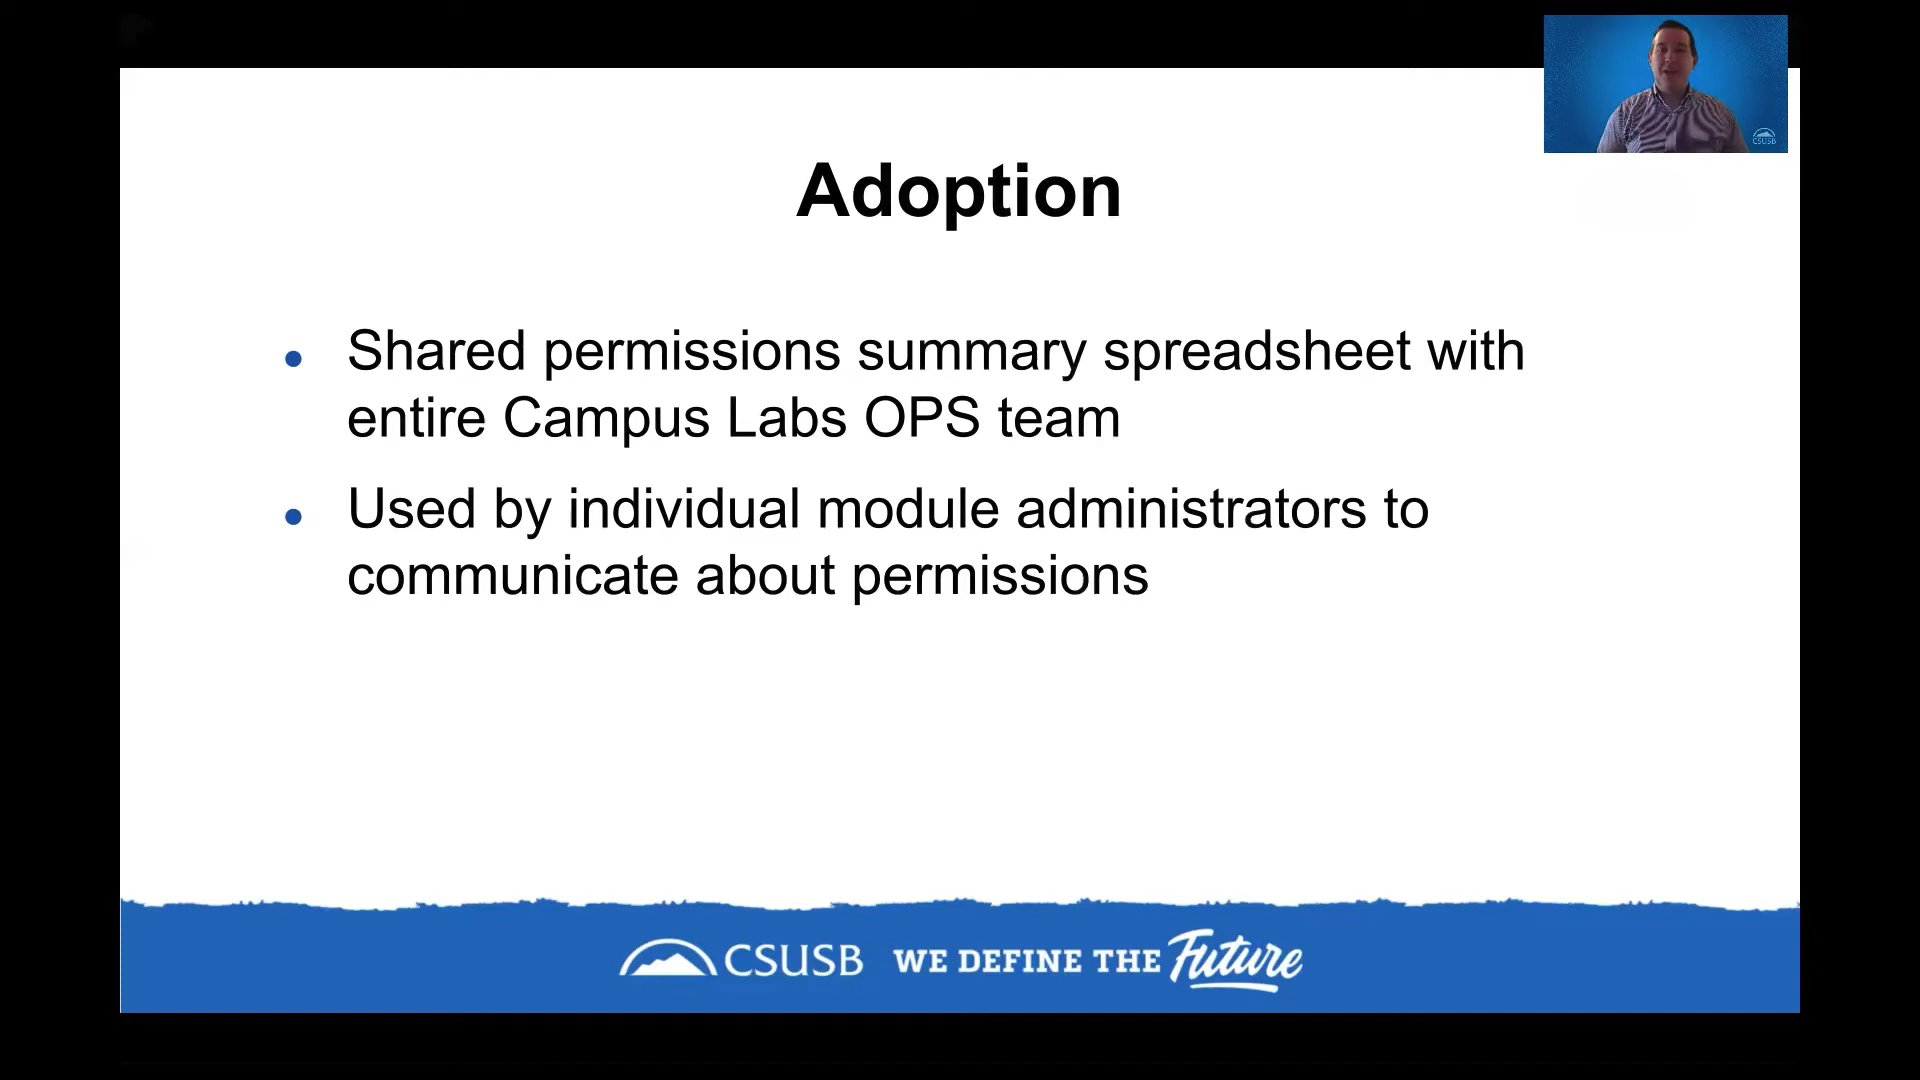 CSUSB
Adoption
Shared permissions summary spreadsheet with
entire Campus Labs OPS team
Used by individual module administrators to
communicate about permissions
CSUSB WE DEFINE THE Future